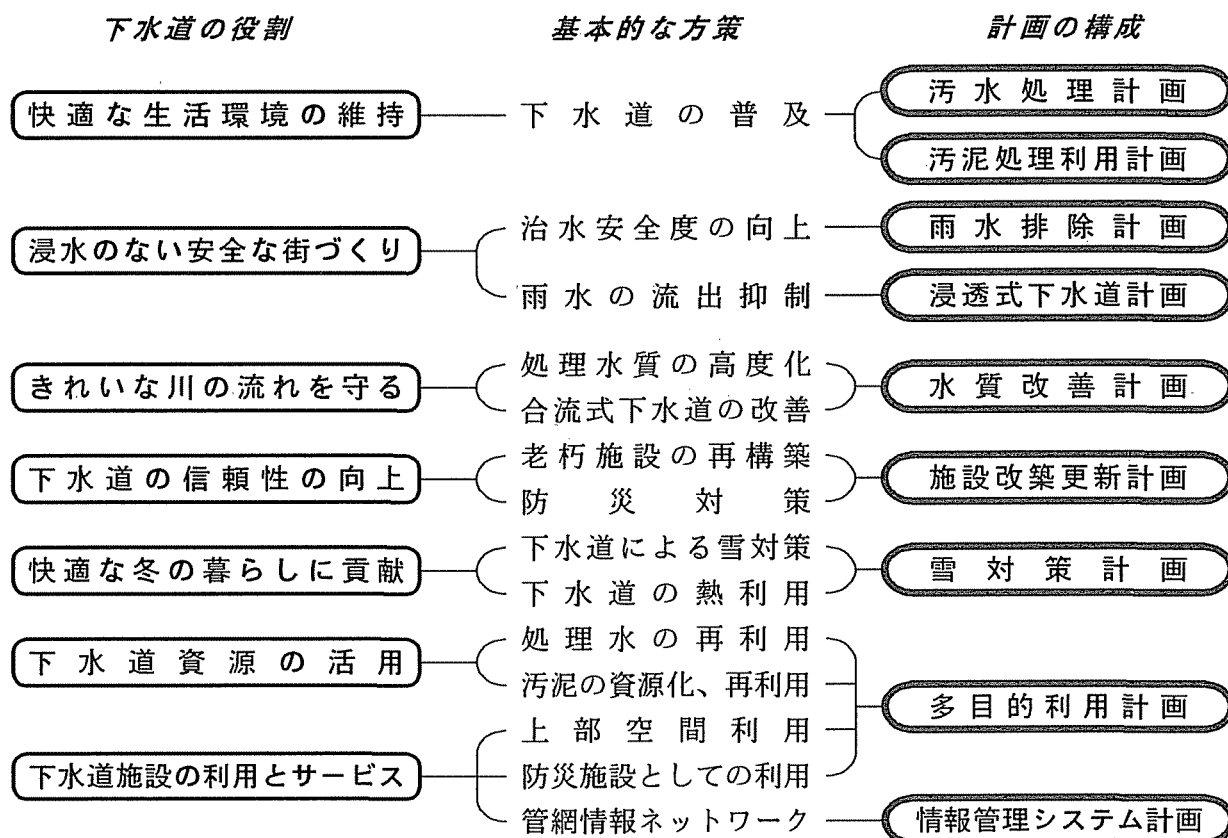 下水道の役割 基本的な方策 計画の構成
快適な生活環境の維持 下水道の普及 汚水処理計画
汚泥処理利用計画
浸水のない安全な街づくり 治水安全度の向上 雨水排除計画
雨水の流出抑制 浸透式下水道計画
きれいな川の流れを守る 処理水質の高度化 水質改善計画
合流式下水道の改善
下水道の信頼性の向上 老朽施設の再構築 施設改築更新計画
防災対策
快適な冬の暮らしに貢献 下水道による雪対策 雪対策計画
下水道の熱利用
下水道資源の活用 処理水の再利用
汚泥の資源化、再利用 多目的利用計画
上部空間利用
下水道施設の利用とサービス 防災施設としての利用
管網情報ネットワーク 情報管理システム計画